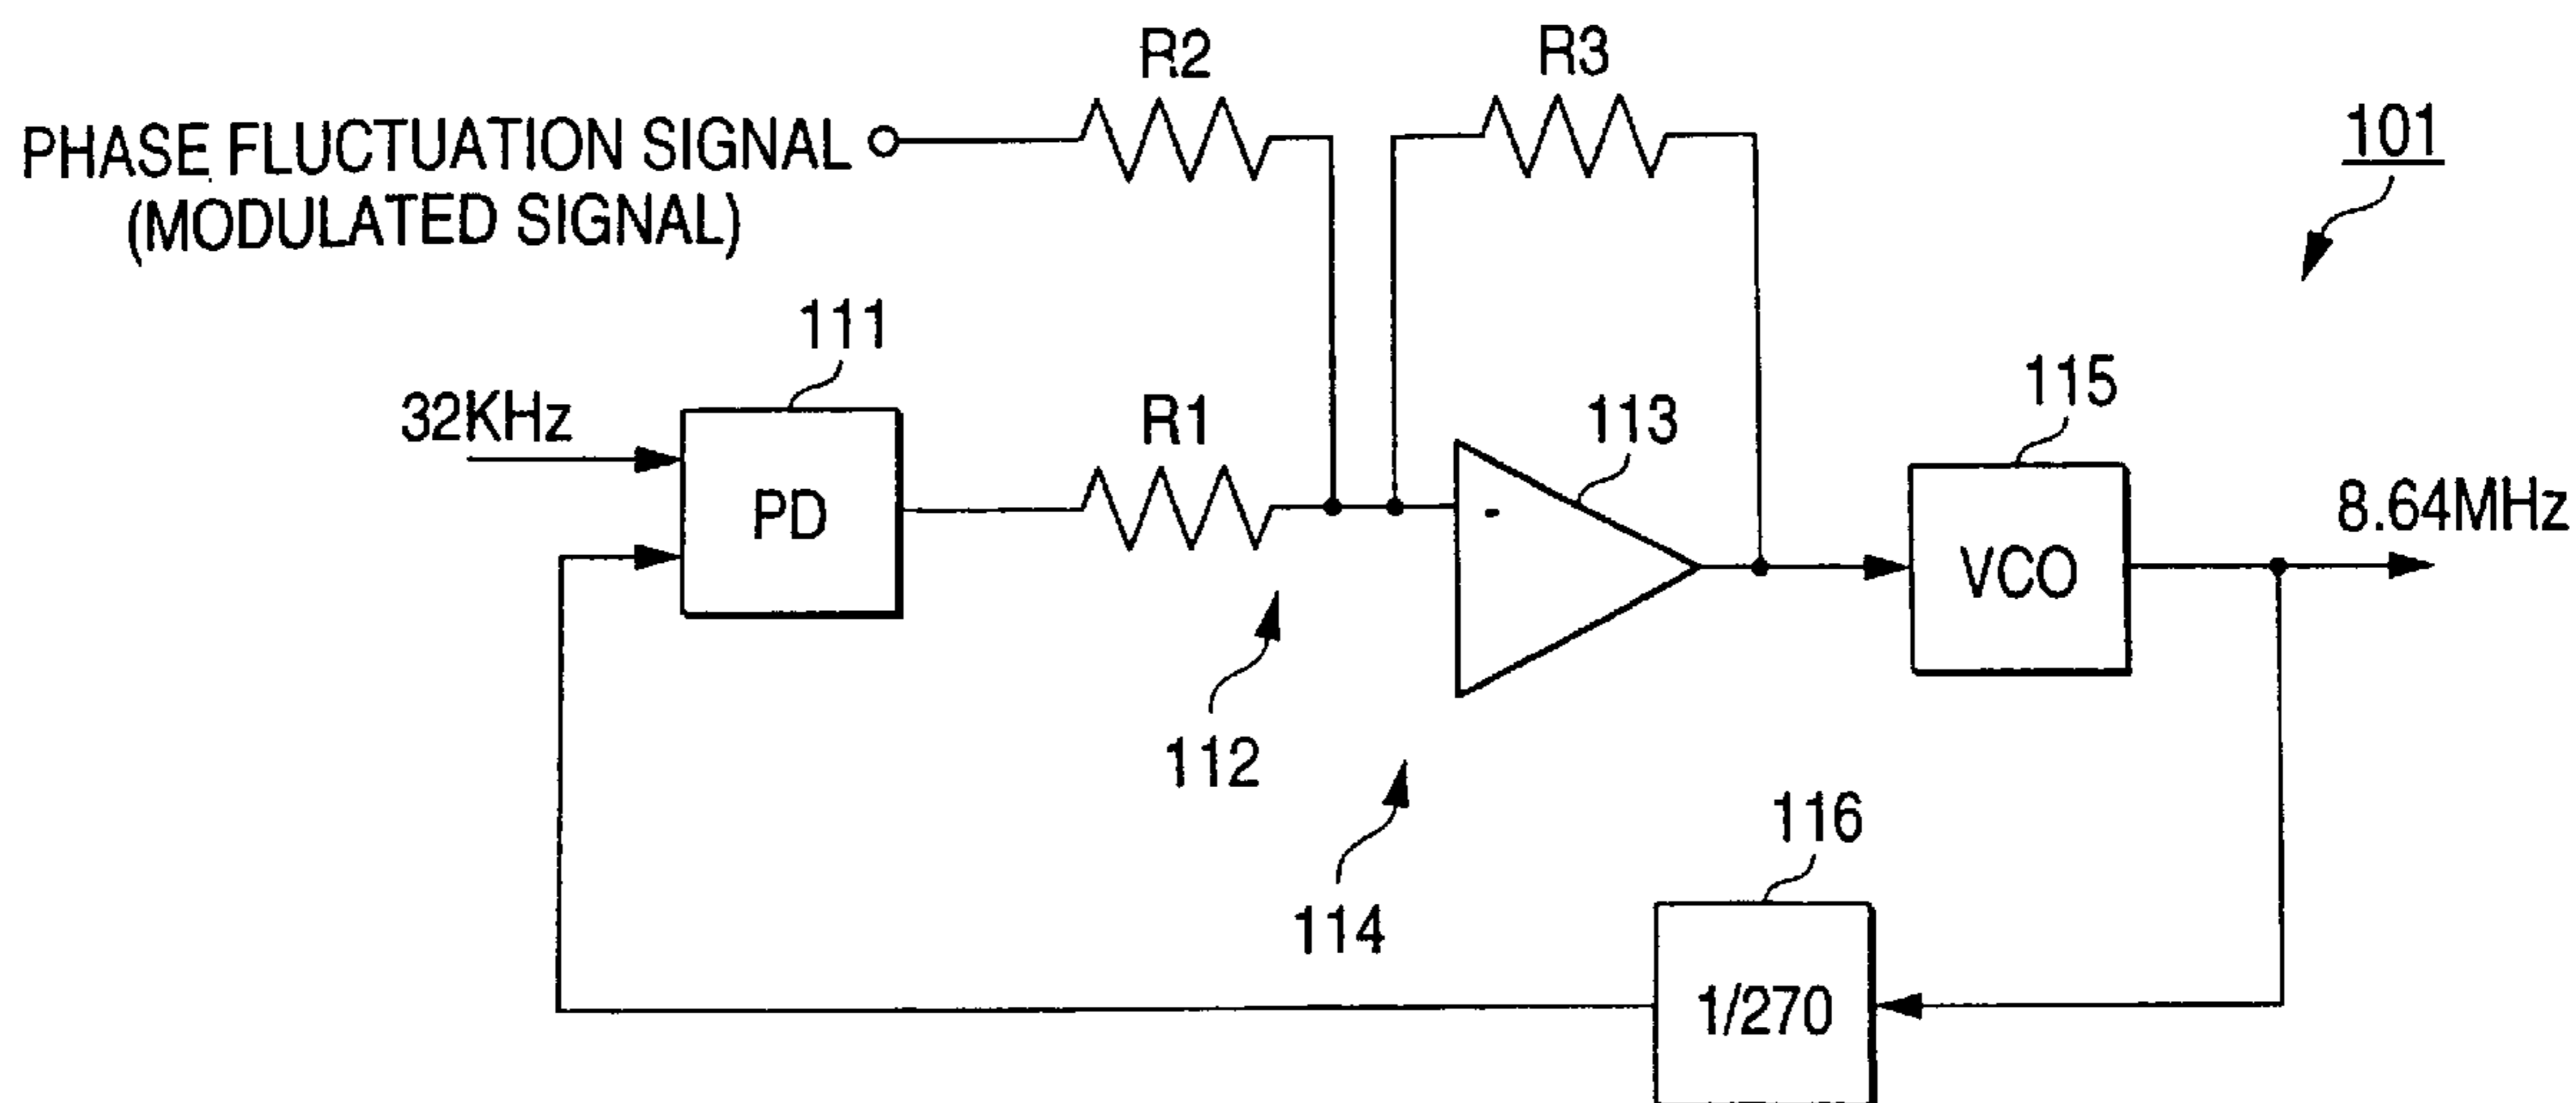 R2
R3
PHASE FLUCTUATION SIGNAL
(MODULATED SIGNAL)
101
111
32KHz
R1
113
115
PD
-
VCO
8.64MHz
112
114
116
1/270